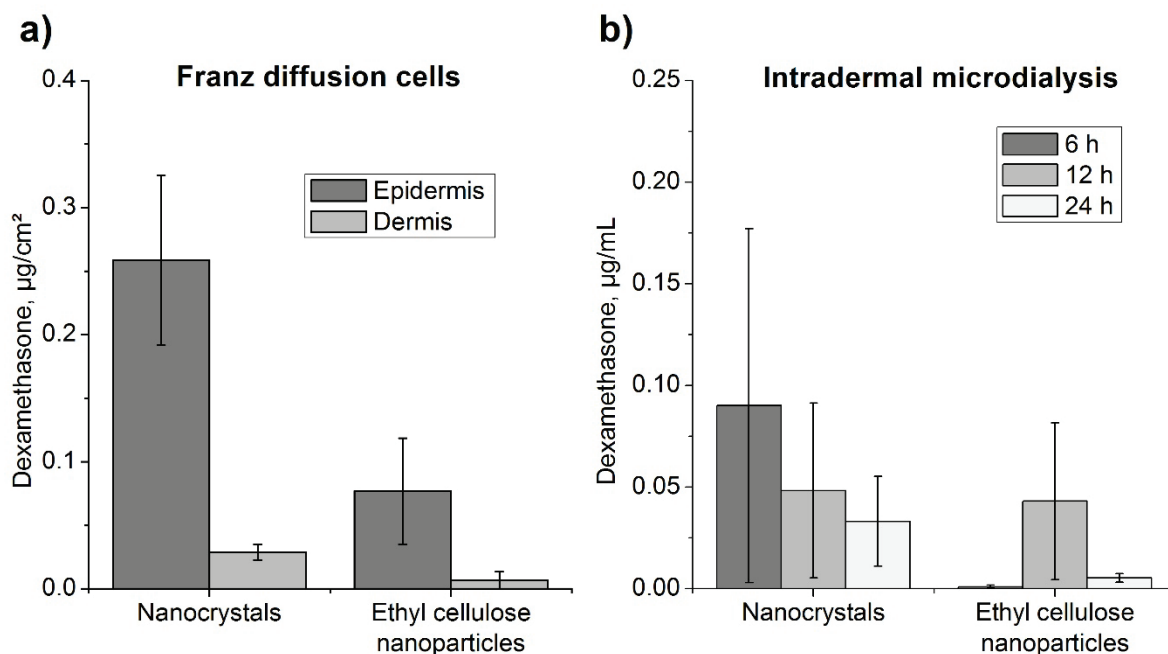 a)
Franz diffusion cells
Dexamethasone, µg/cm²
0.4
0.3
0.2
0.1
0.0
Epidermis
Dermis
Nanocrystals
Ethyl cellulose
nanoparticles
b)
Intradermal microdialysis
Dexamethasone, µg/mL
0.25
0.20
0.15
0.10
0.05
0.00
6 h
12 h
24 h
Nanocrystals
Ethyl cellulose
nanoparticles